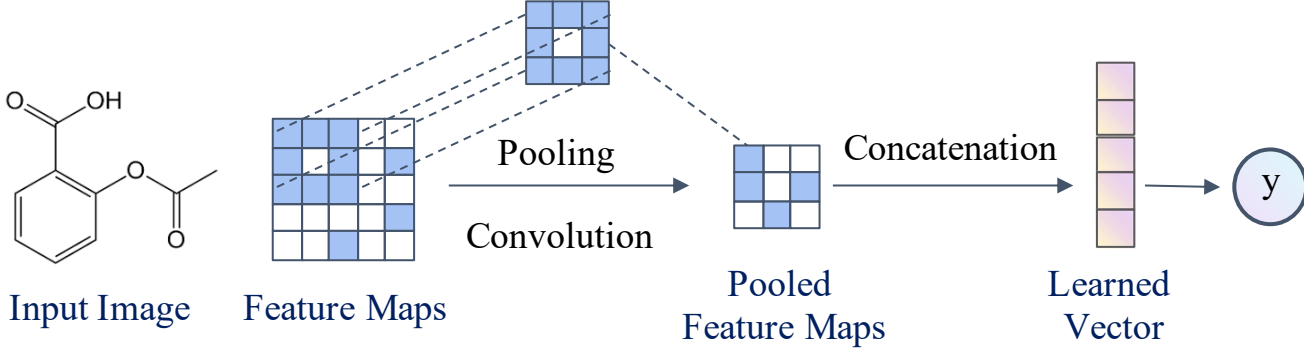 O
OH
O
O
Input Image
Feature Maps
Pooling
Convolution
Pooled
Feature Maps
Concatenation
Learned
Vector
y